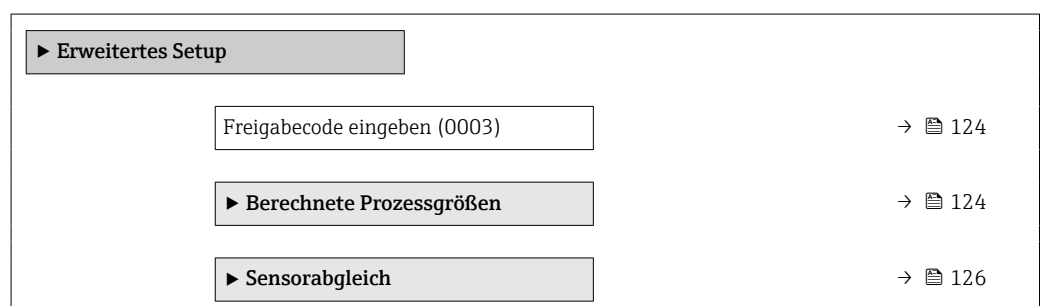 ▶ Erweitertes Setup
Freigabecode eingeben (0003) → 124
▶ Berechnete Prozessgrößen → 124
▶ Sensorabgleich → 126